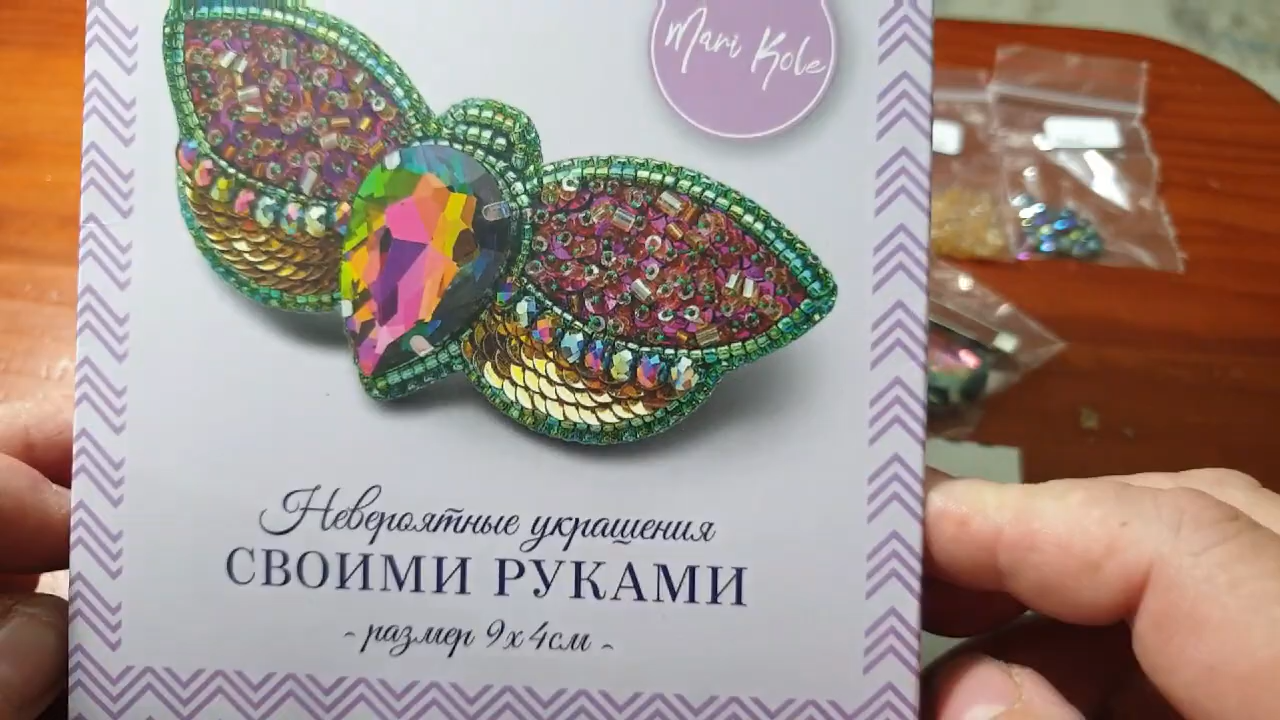 Mari Kole
Невероятные украшения
СВОИМИ РУКАМИ
- размер 9х4см -